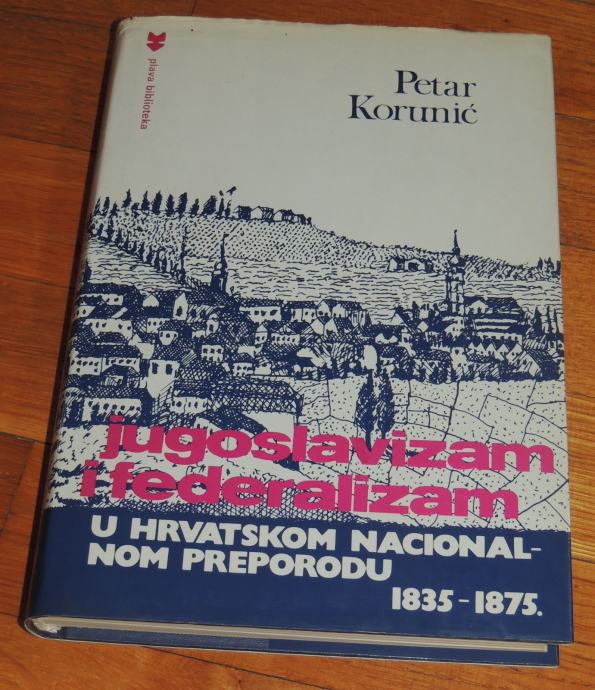 plava biblioteka
Petar
Korunić
jugoslavizam
i federalizam
U HRVATSKOM NACIONAL-
NOM PREPORODU
1835-1875.